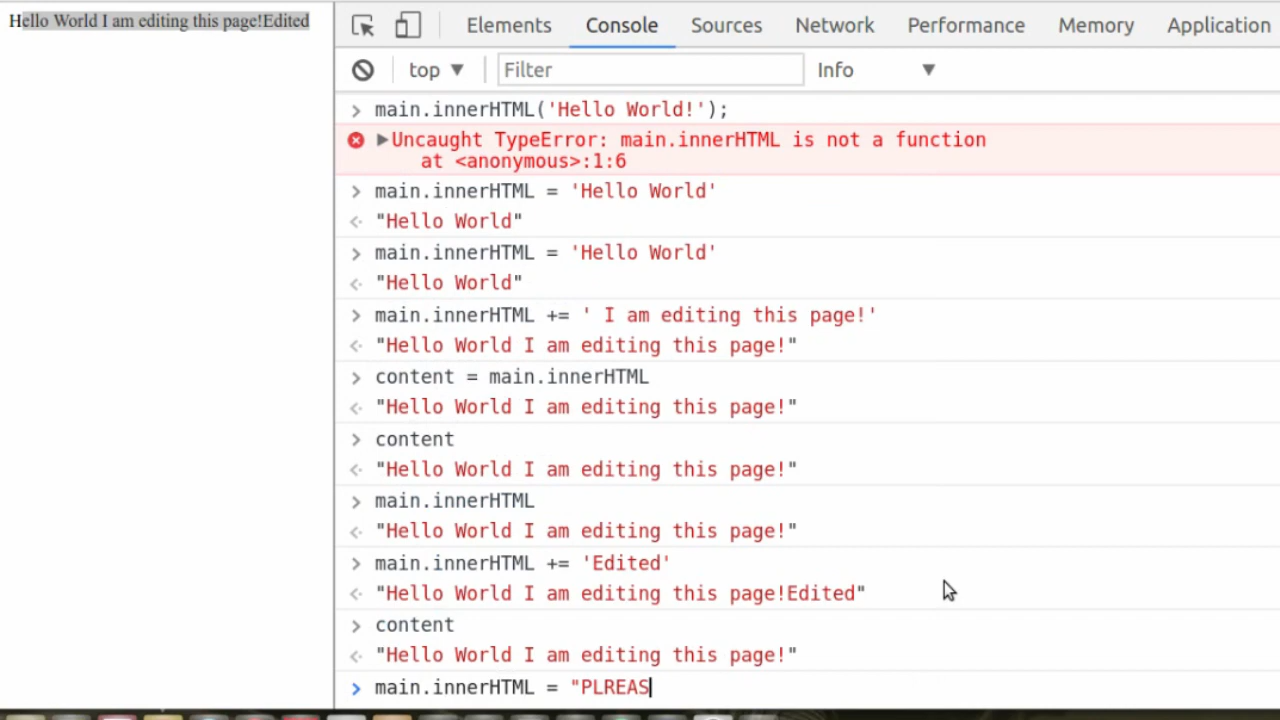 Hello World I am editing this page!Edited
Elements Console Sources Network Performance Memory Application
top Filter Info
main.innerHTML('Hello World!');
Uncaught TypeError: main.innerHTML is not a function
at <anonymous>:1:6
main.innerHTML = 'Hello World'
"Hello World"
main.innerHTML = 'Hello World'
"Hello World"
main.innerHTML += ' I am editing this page!'
"Hello World I am editing this page!"
content = main.innerHTML
"Hello World I am editing this page!"
content
"Hello World I am editing this page!"
main.innerHTML
"Hello World I am editing this page!"
main.innerHTML += 'Edited'
"Hello World I am editing this page!Edited"
content
"Hello World I am editing this page!"
main.innerHTML = "PLREAS